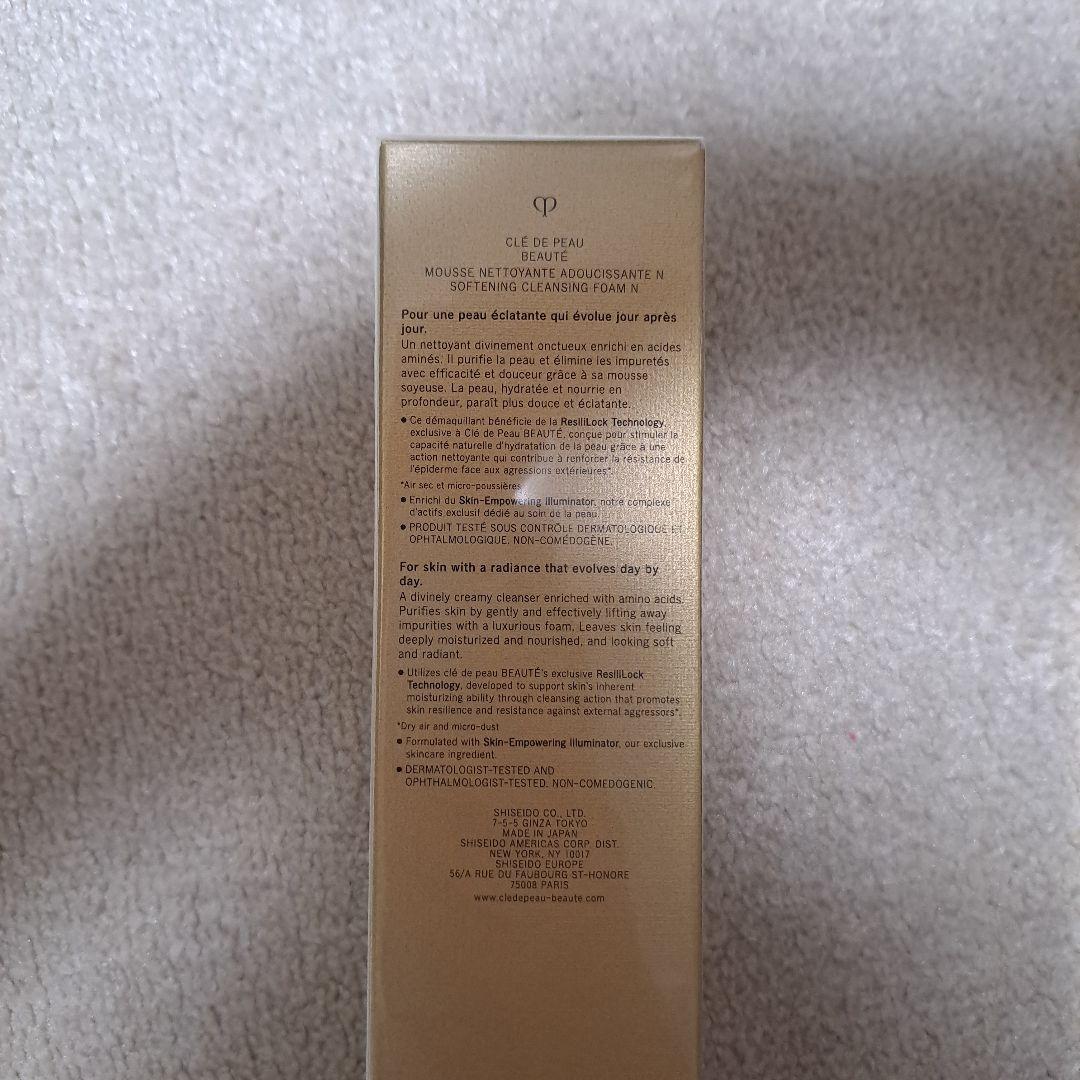 CLÉ DE PEAU
BEAUTÉ
MOUSSE NETTOYANTE ADOUCISSANTE N
SOFTENING CLEANSING FOAM N
Pour une peau éclatante qui évolue jour après
jour.
Un nettoyant divinement onctueux enrichi en acides
aminés. Il purifie la peau et élimine les impuretés
avec efficacité et douceur grâce à sa mousse
soyeuse. La peau, hydratée et nourrie en
profondeur, paraît plus douce et éclatante.
● Ce démaquillant bénéficie de la ResiliLock Technology,
exclusive à Clé de Peau BEAUTÉ, conçue pour stimuler la
capacité naturelle d'hydratation de la peau grâce à une
action nettoyante qui contribue à renforcer la résistance de
l'épiderme face aux agressions extérieures*.
*Air sec et micro-poussières
● Enrichi du Skin-Empowering Illuminator, notre complexe
d'actifs exclusif dédié au soin de la peau.
● PRODUIT TESTÉ SOUS CONTRÔLE DERMATOLOGIQUE ET
OPHTALMOLOGIQUE. NON-COMÉDOGÈNE.
For skin with a radiance that evolves day by
day.
A divinely creamy cleanser enriched with amino acids.
Purifies skin by gently and effectively lifting away
impurities with a luxurious foam. Leaves skin feeling
deeply moisturized and nourished, and looking soft
and radiant.
● Utilizes clé de peau BEAUTÉ's exclusive ResiliLock
Technology, developed to support skin's inherent
moisturizing ability through cleansing action that promotes
skin resilience and resistance against external aggressors*.
*Dry air and micro-dust
● Formulated with Skin-Empowering Illuminator, our exclusive
skincare ingredient.
● DERMATOLOGIST-TESTED AND
OPHTHALMOLOGIST-TESTED. NON-COMEDOGENIC.
SHISEIDO CO., LTD.
7-5-5 GINZA TOKYO
MADE IN JAPAN
SHISEIDO AMERICAS CORP. DIST.
NEW YORK, NY 10017
SHISEIDO EUROPE
56/A RUE DU FAUBOURG ST-HONORE
75008 PARIS
www.cledepeau-beaute.com